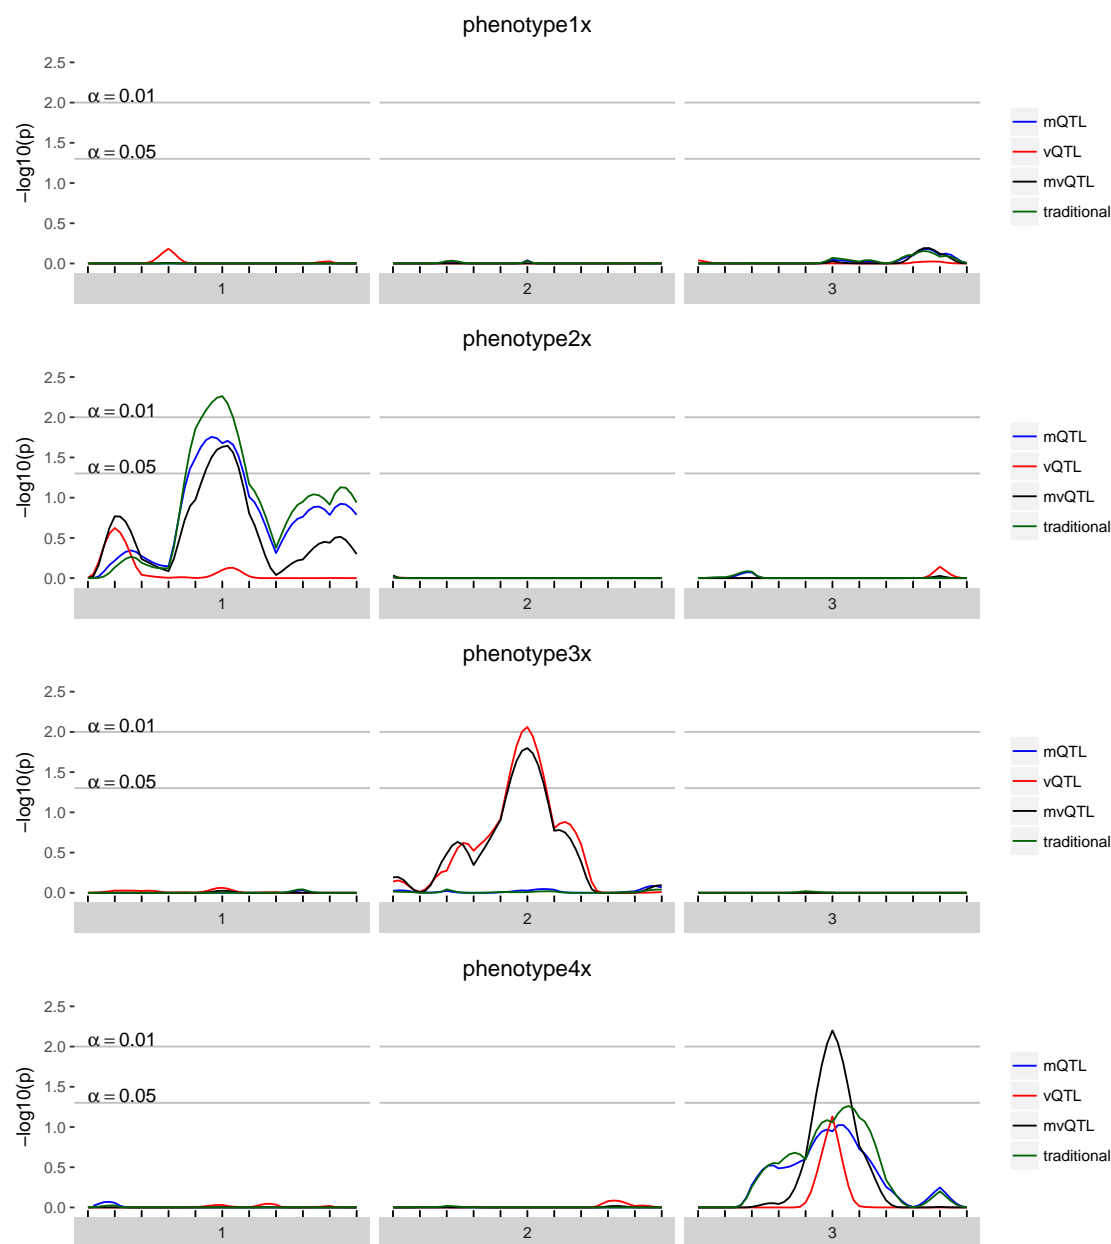 phenotype1x
2.5
2.0
1.5
1.0
0.5
0.0
−log10(p)
α = 0.01
α = 0.05
1
2
3
mQTL
vQTL
mvQTL
traditional
phenotype2x
2.5
2.0
1.5
1.0
0.5
0.0
−log10(p)
α = 0.01
α = 0.05
1
2
3
mQTL
vQTL
mvQTL
traditional
phenotype3x
2.5
2.0
1.5
1.0
0.5
0.0
−log10(p)
α = 0.01
α = 0.05
1
2
3
mQTL
vQTL
mvQTL
traditional
phenotype4x
2.5
2.0
1.5
1.0
0.5
0.0
−log10(p)
α = 0.01
α = 0.05
1
2
3
mQTL
vQTL
mvQTL
traditional